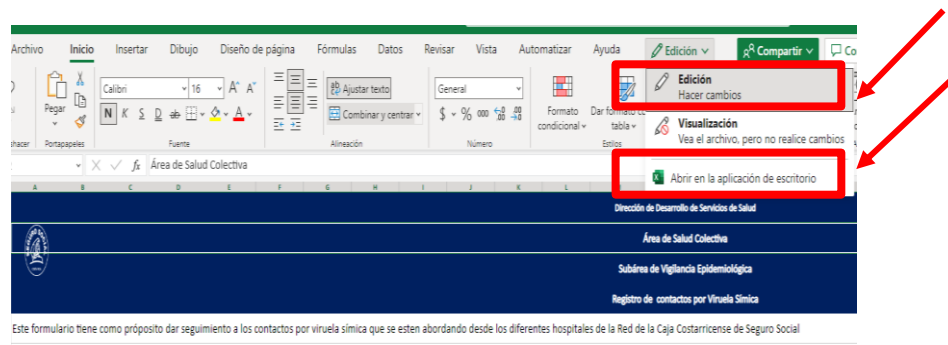 Archivo Inicio Insertar Dibujo Diseño de página Fórmulas Datos Revisar Vista Automatizar Ayuda Edición Compartir Co
Pegar Calibri 16 A^ A˅ Ajustar texto General
N K S D ab A Combinar y centrar $ % 000 Formato condicional Dar formato tabla
Portapapeles Fuente Alineación Número Estilos
Edición
Hacer cambios
Visualización
Vea el archivo, pero no realice cambios
Abrir en la aplicación de escritorio
fx Área de Salud Colectiva
A B C D E F G H I J K L
Dirección de Desarrollo de Servicios de Salud
Área de Salud Colectiva
Subárea de Vigilancia Epidemiológica
Registro de contactos por Viruela Símica
Este formulario tiene como próposito dar seguimiento a los contactos por viruela símica que se esten abordando desde los diferentes hospitales de la Red de la Caja Costarricense de Seguro Social